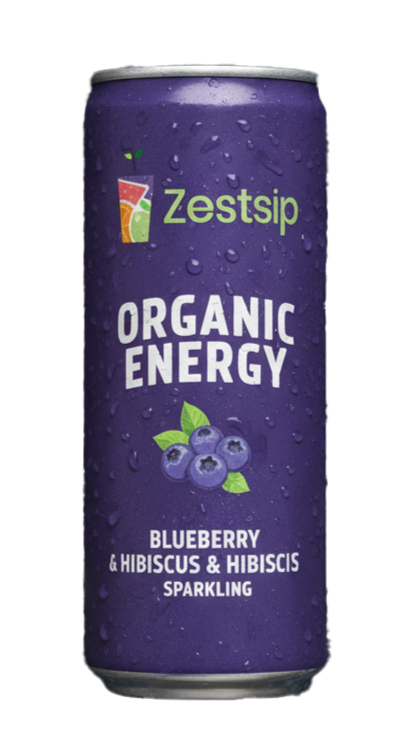 Zestsip
ORGANIC
ENERGY
BLUEBERRY
& HIBISCUS & HIBISCIS
SPARKLING